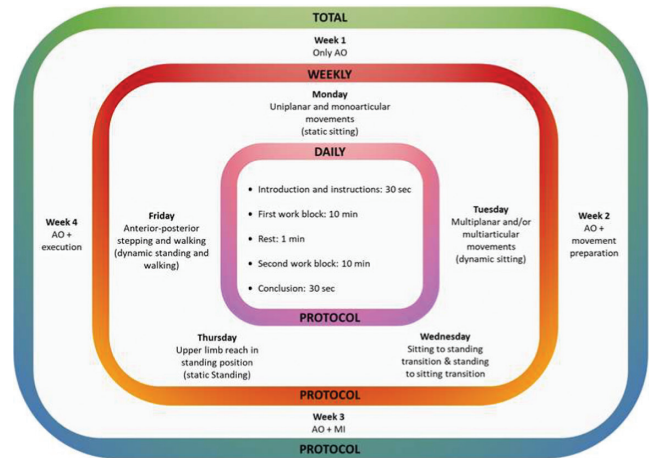 TOTAL
Week 1
Only AO
WEEKLY
Monday
Uniplanar and monoarticular
movements
(static sitting)
DAILY
• Introduction and instructions: 30 sec
• First work block: 10 min
• Rest: 1 min
• Second work block: 10 min
• Conclusion: 30 sec
PROTOCOL
Tuesday
Multiplanar and/or
multiarticular
movements
(dynamic sitting)
Week 2
AO +
movement
preparation
Wednesday
Sitting to standing
transition & standing
to sitting transition
Thursday
Upper limb reach in
standing position
(static Standing)
Friday
Anterior-posterior
stepping and walking
(dynamic standing and
walking)
Week 4
AO +
execution
PROTOCOL
Week 3
AO + MI
PROTOCOL